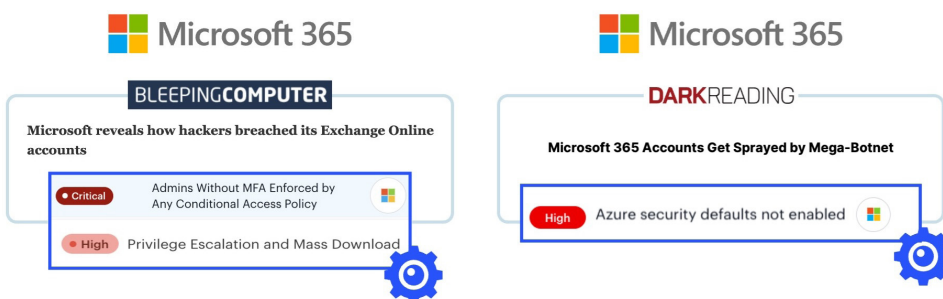 Microsoft 365
BLEEPINGCOMPUTER
Microsoft reveals how hackers breached its Exchange Online
accounts
Critical
Admins Without MFA Enforced by
Any Conditional Access Policy
High
Privilege Escalation and Mass Download
Microsoft 365
DARKREADING
Microsoft 365 Accounts Get Sprayed by Mega-Botnet
High
Azure security defaults not enabled